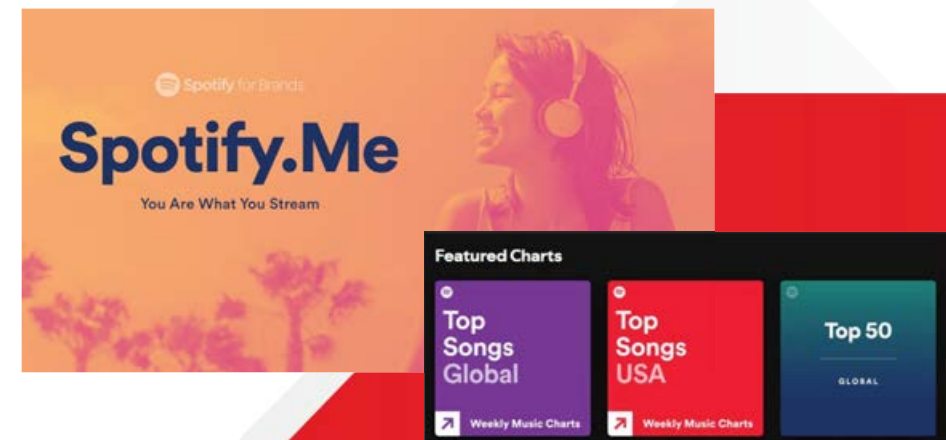 Spotify for Brands
Spotify.Me
You Are What You Stream
Featured Charts
Top
Songs
Global
Weekly Music Charts
Top
Songs
USA
Weekly Music Charts
Top 50
GLOBAL